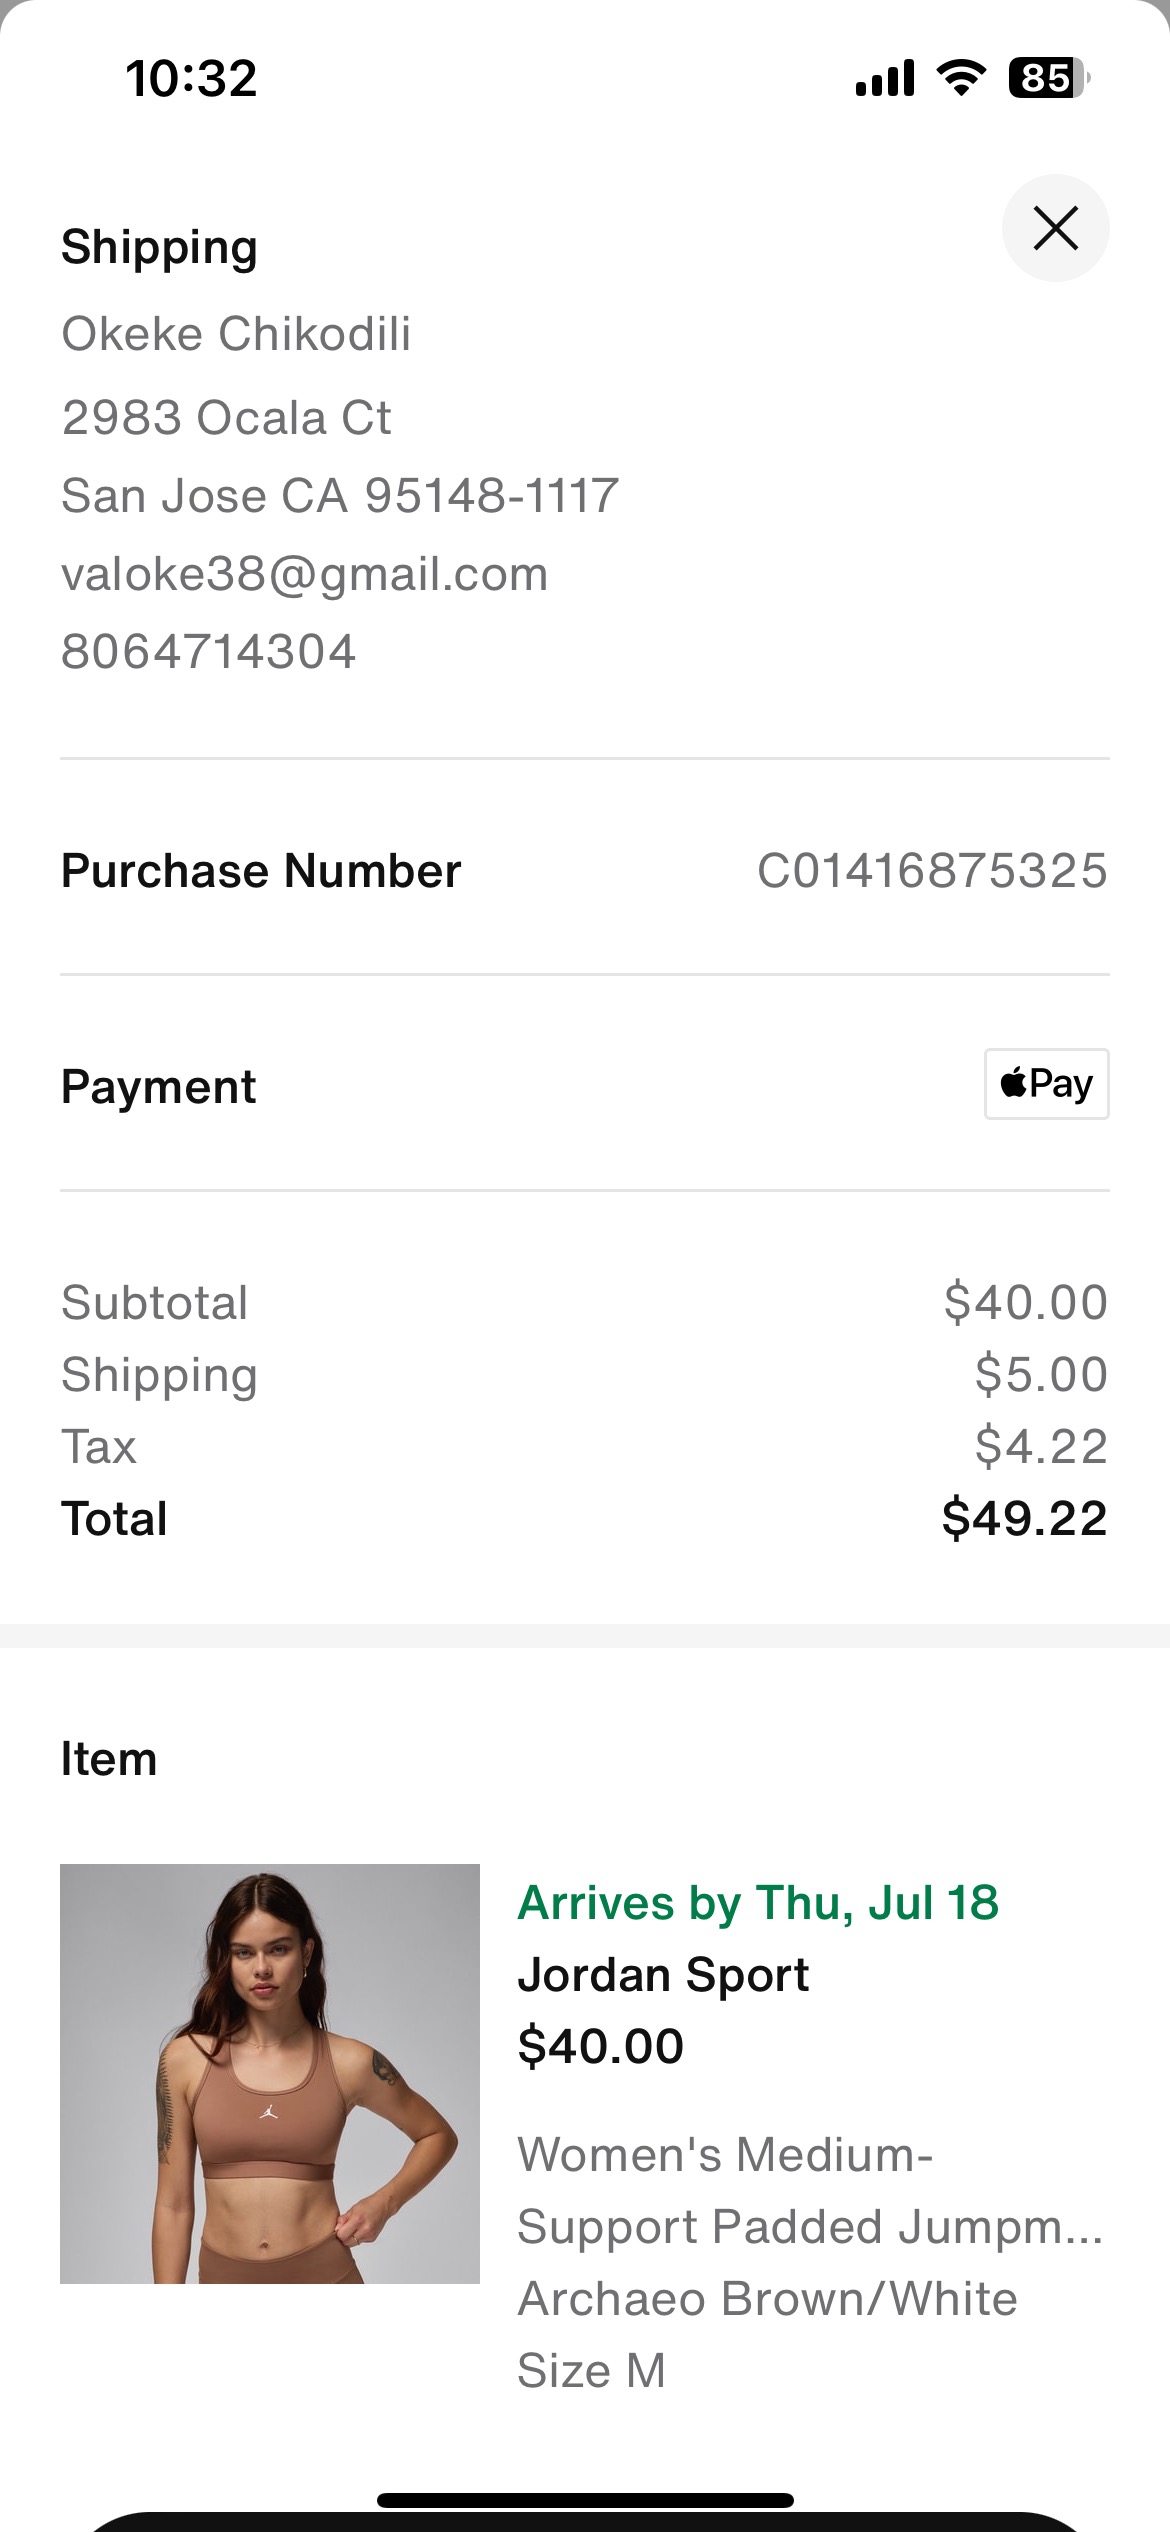 10:32
85
Shipping
Okeke Chikodili
2983 Ocala Ct
San Jose CA 95148-1117
valoke38@gmail.com
8064714304
Purchase Number C01416875325
Payment Pay
Subtotal $40.00
Shipping $5.00
Tax $4.22
Total $49.22
Item
Arrives by Thu, Jul 18
Jordan Sport
$40.00
Women's Medium-
Support Padded Jumpm...
Archaeo Brown/White
Size M